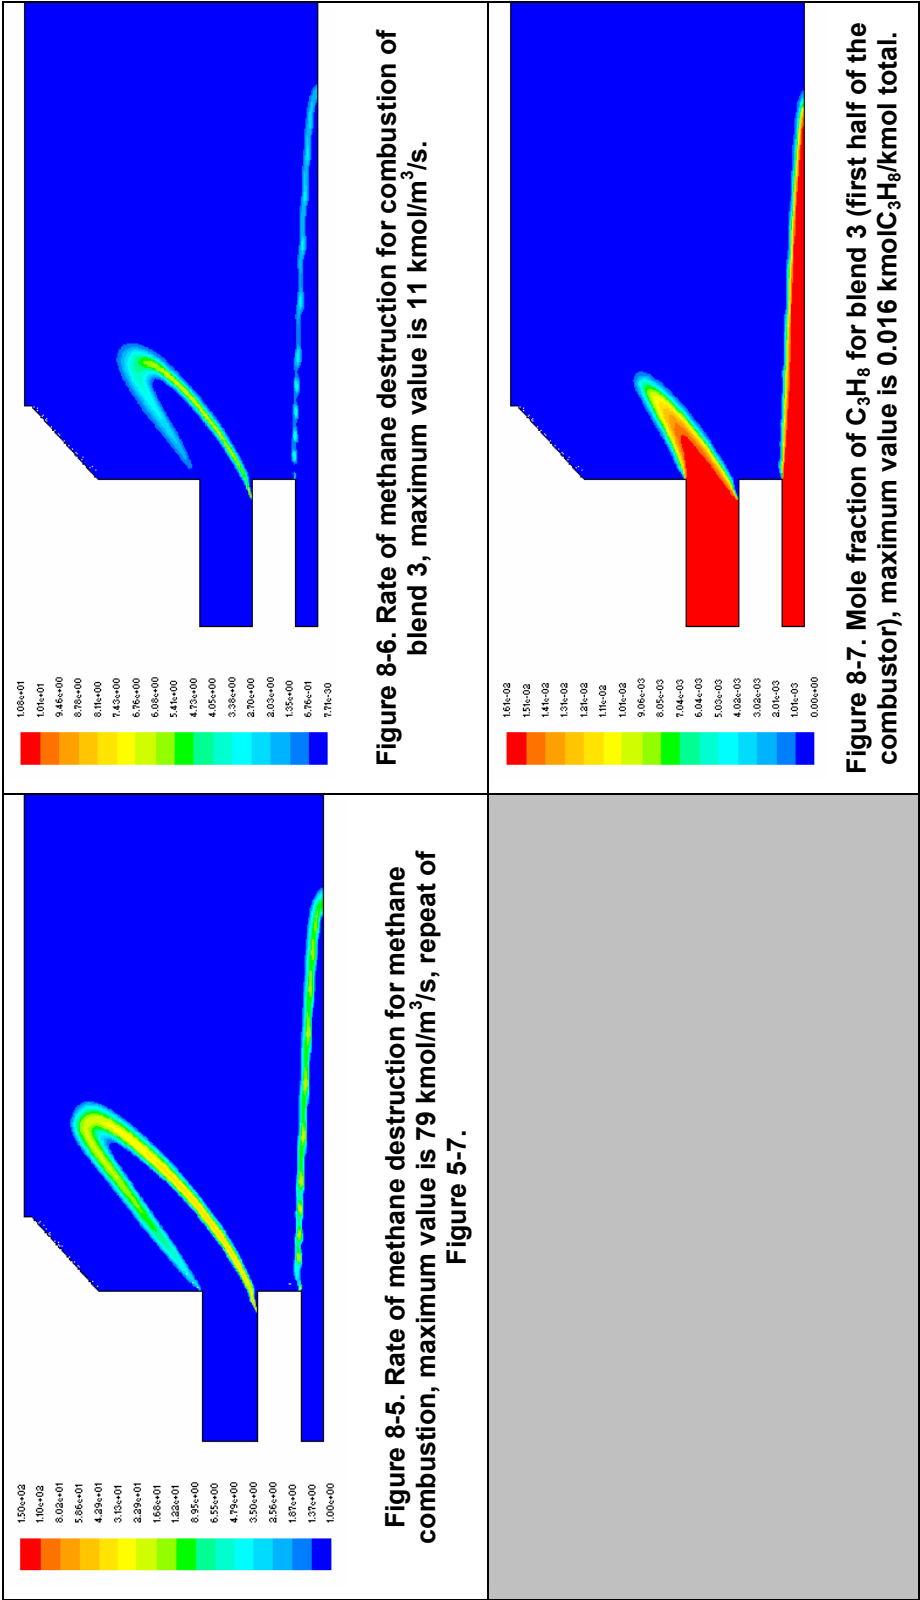 1.50e+02
1.10e+02
8.02e+01
5.86e+01
4.29e+01
3.13e+01
2.29e+01
1.68e+01
1.22e+01
8.95e+00
6.55e+00
4.79e+00
3.50e+00
2.56e+00
1.87e+00
1.37e+00
1.00e+00
Figure 8-5. Rate of methane destruction for methane
combustion, maximum value is 79 kmol/m³/s, repeat of
Figure 5-7.
1.08e+01
1.01e+01
9.46e+00
8.78e+00
8.11e+00
7.43e+00
6.76e+00
6.08e+00
5.41e+00
4.73e+00
4.05e+00
3.38e+00
2.70e+00
2.03e+00
1.35e+00
6.76e-01
7.71e-30
Figure 8-6. Rate of methane destruction for combustion of
blend 3, maximum value is 11 kmol/m³/s.
1.61e-02
1.51e-02
1.41e-02
1.31e-02
1.21e-02
1.11e-02
1.01e-02
9.06e-03
8.05e-03
7.04e-03
6.04e-03
5.03e-03
4.02e-03
3.02e-03
2.01e-03
1.01e-03
0.00e+00
Figure 8-7. Mole fraction of C₃H₈ for blend 3 (first half of the
combustor), maximum value is 0.016 kmolC₃H₈/kmol total.